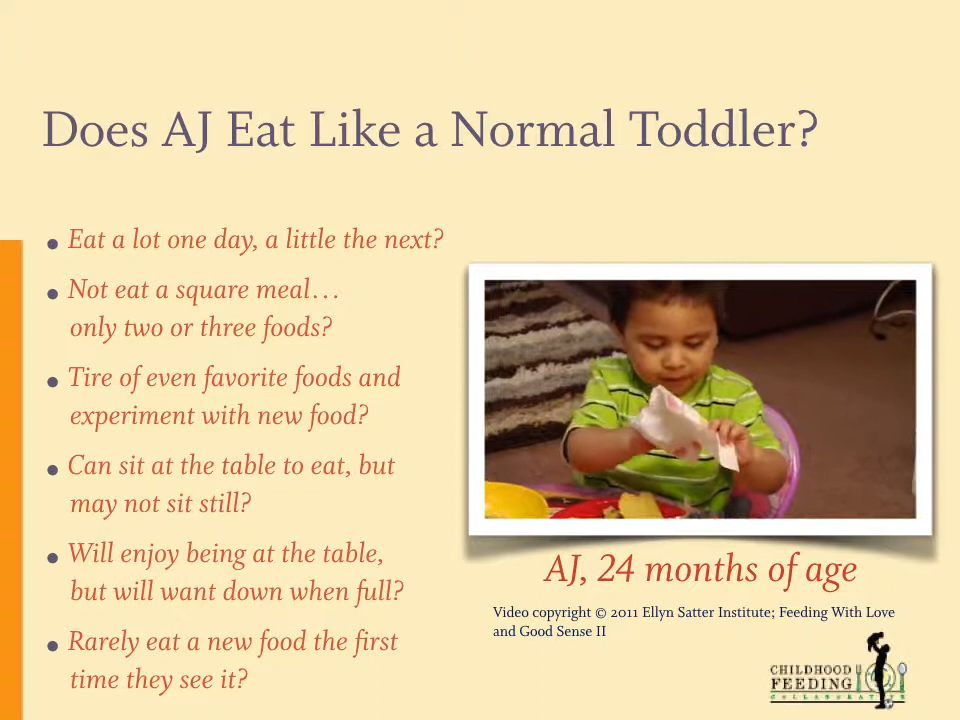 Does AJ Eat Like a Normal Toddler?
• Eat a lot one day, a little the next?
• Not eat a square meal…
only two or three foods?
• Tire of even favorite foods and
experiment with new food?
• Can sit at the table to eat, but
may not sit still?
• Will enjoy being at the table,
but will want down when full?
• Rarely eat a new food the first
time they see it?
AJ, 24 months of age
Video copyright © 2011 Ellyn Satter Institute; Feeding With Love
and Good Sense II
CHILDHOOD
FEEDING
COLLABORATIVE